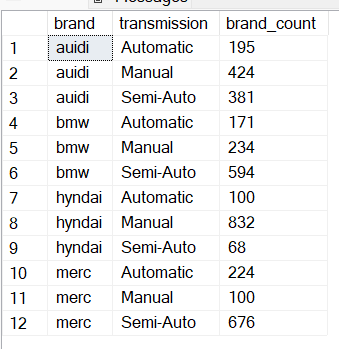 Messages
brand transmission brand_count
1 auidi Automatic 195
2 auidi Manual 424
3 auidi Semi-Auto 381
4 bmw Automatic 171
5 bmw Manual 234
6 bmw Semi-Auto 594
7 hyndai Automatic 100
8 hyndai Manual 832
9 hyndai Semi-Auto 68
10 merc Automatic 224
11 merc Manual 100
12 merc Semi-Auto 676